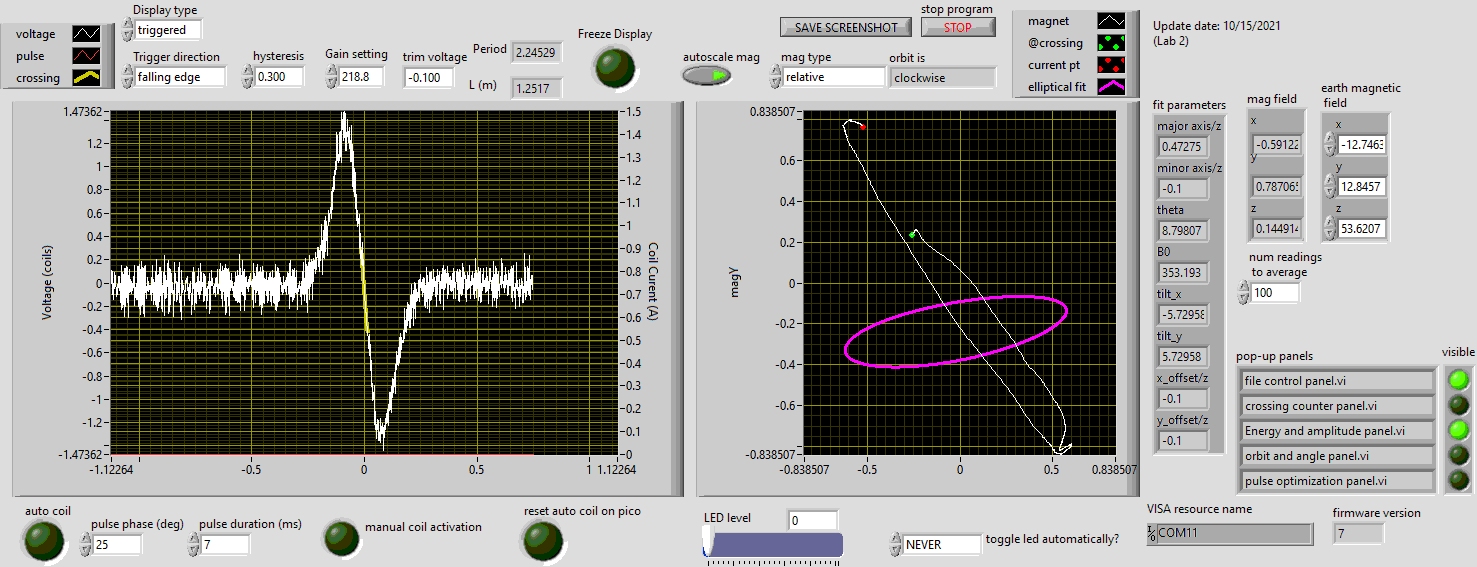 voltage
pulse
crossing
Display type
triggered
Trigger direction
falling edge
hysteresis
0.300
Gain setting
218.8
trim voltage
-0.100
Period
2.24529
L (m)
1.2517
Freeze Display
autoscale mag
SAVE SCREENSHOT
stop program
STOP
mag type
relative
orbit is
clockwise
magnet
@crossing
current pt
elliptical fit
Update date: 10/15/2021
(Lab 2)
Voltage (coils)
1.47362
1.2
1
0.8
0.6
0.4
0.2
0
-0.2
-0.4
-0.6
-0.8
-1
-1.2
-1.47362
-1.12264
-0.5
0
0.5
1
1.12264
1.5
1.4
1.3
1.2
1.1
1
0.9
0.8
0.7
0.6
0.5
0.4
0.3
0.2
0.1
0
Coil Current (A)
magY
0.838507
0.6
0.4
0.2
0
-0.2
-0.4
-0.6
-0.838507
-0.838507
-0.5
0
0.5
0.838507
fit parameters
major axis/z
0.47275
minor axis/z
-0.1
theta
8.79807
B0
353.193
tilt_x
-5.72958
tilt_y
5.72958
x_offset/z
-0.1
y_offset/z
-0.1
mag field
x
-0.59122
y
0.787065
z
0.144914
earth magnetic
field
x
-12.7463
y
12.8457
z
53.6207
num readings
to average
100
pop-up panels
visible
file control panel.vi
crossing counter panel.vi
Energy and amplitude panel.vi
orbit and angle panel.vi
pulse optimization panel.vi
auto coil
pulse phase (deg)
25
pulse duration (ms)
7
manual coil activation
reset auto coil on pico
LED level
0
NEVER
toggle led automatically?
VISA resource name
COM11
firmware version
7